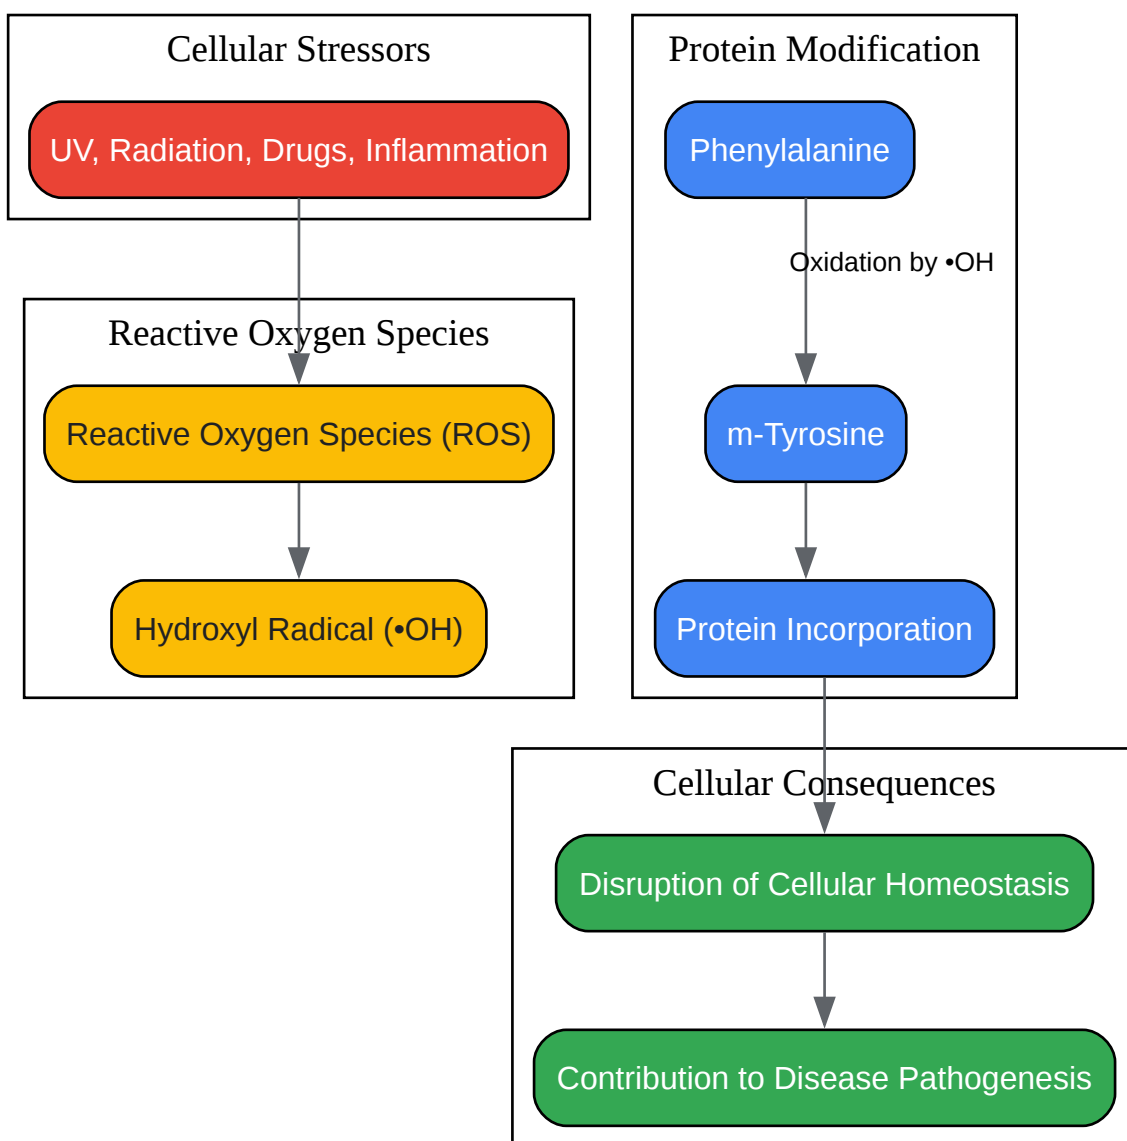 Cellular Stressors
UV, Radiation, Drugs, Inflammation
Reactive Oxygen Species
Reactive Oxygen Species (ROS)
Hydroxyl Radical (•OH)
Protein Modification
Phenylalanine
Oxidation by •OH
m-Tyrosine
Protein Incorporation
Cellular Consequences
Disruption of Cellular Homeostasis
Contribution to Disease Pathogenesis